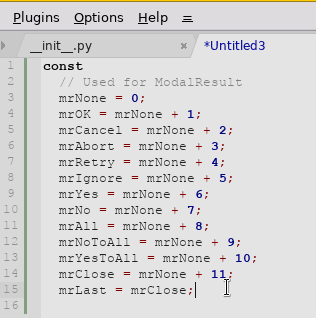 Plugins Options Help
__init__.py × *Untitled3
1 const
2 // Used for ModalResult
3 mrNone = 0;
4 mrOK = mrNone + 1;
5 mrCancel = mrNone + 2;
6 mrAbort = mrNone + 3;
7 mrRetry = mrNone + 4;
8 mrIgnore = mrNone + 5;
9 mrYes = mrNone + 6;
10 mrNo = mrNone + 7;
11 mrAll = mrNone + 8;
12 mrNoToAll = mrNone + 9;
13 mrYesToAll = mrNone + 10;
14 mrClose = mrNone + 11;
15 mrLast = mrClose;
16